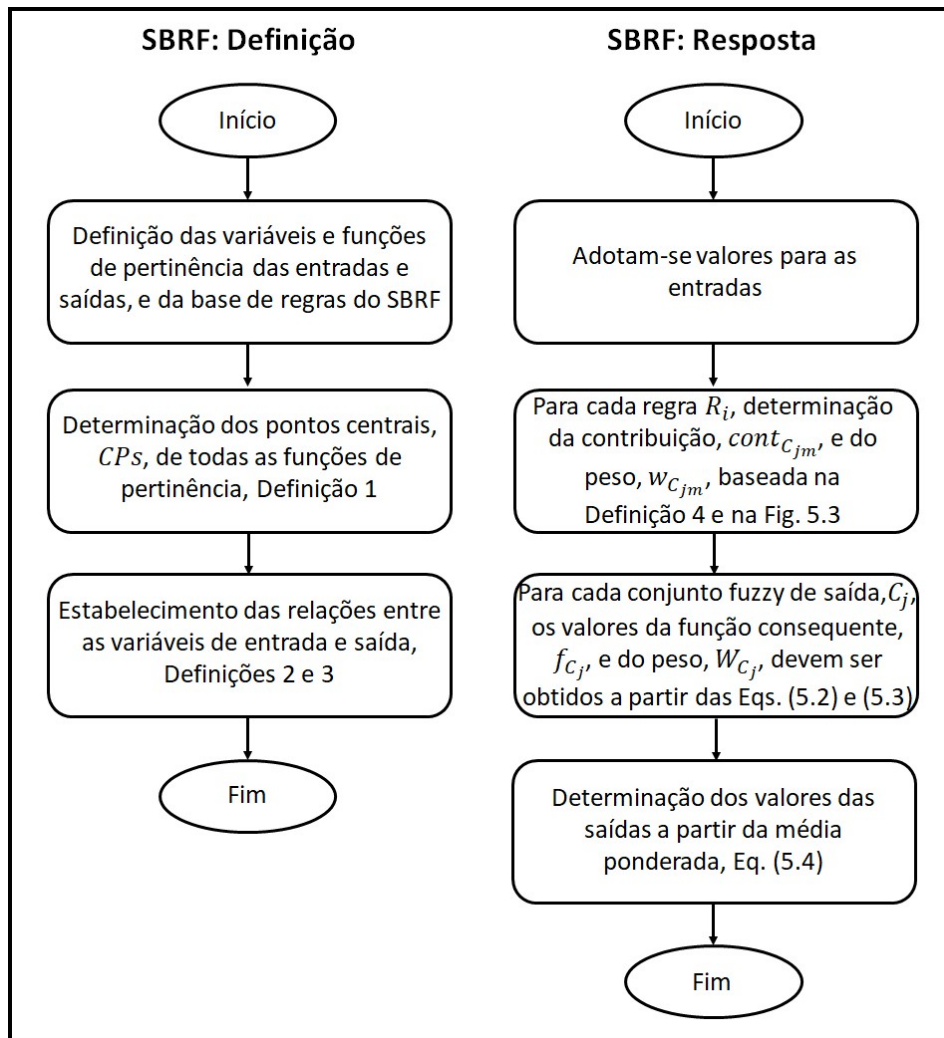 SBRF: Definição
Início
Definição das variáveis e funções
de pertinência das entradas e
saídas, e da base de regras do SBRF
Determinação dos pontos centrais,
CPs, de todas as funções de
pertinência, Definição 1
Estabelecimento das relações entre
as variáveis de entrada e saída,
Definições 2 e 3
Fim
SBRF: Resposta
Início
Adotam-se valores para as
entradas
Para cada regra R_i, determinação
da contribuição, cont_{C_{jm}}, e do
peso, w_{C_{jm}}, baseada na
Definição 4 e na Fig. 5.3
Para cada conjunto fuzzy de saída,C_j,
os valores da função consequente,
f_{C_j}, e do peso, W_{C_j}, devem ser
obtidos a partir das Eqs. (5.2) e (5.3)
Determinação dos valores das
saídas a partir da média
ponderada, Eq. (5.4)
Fim